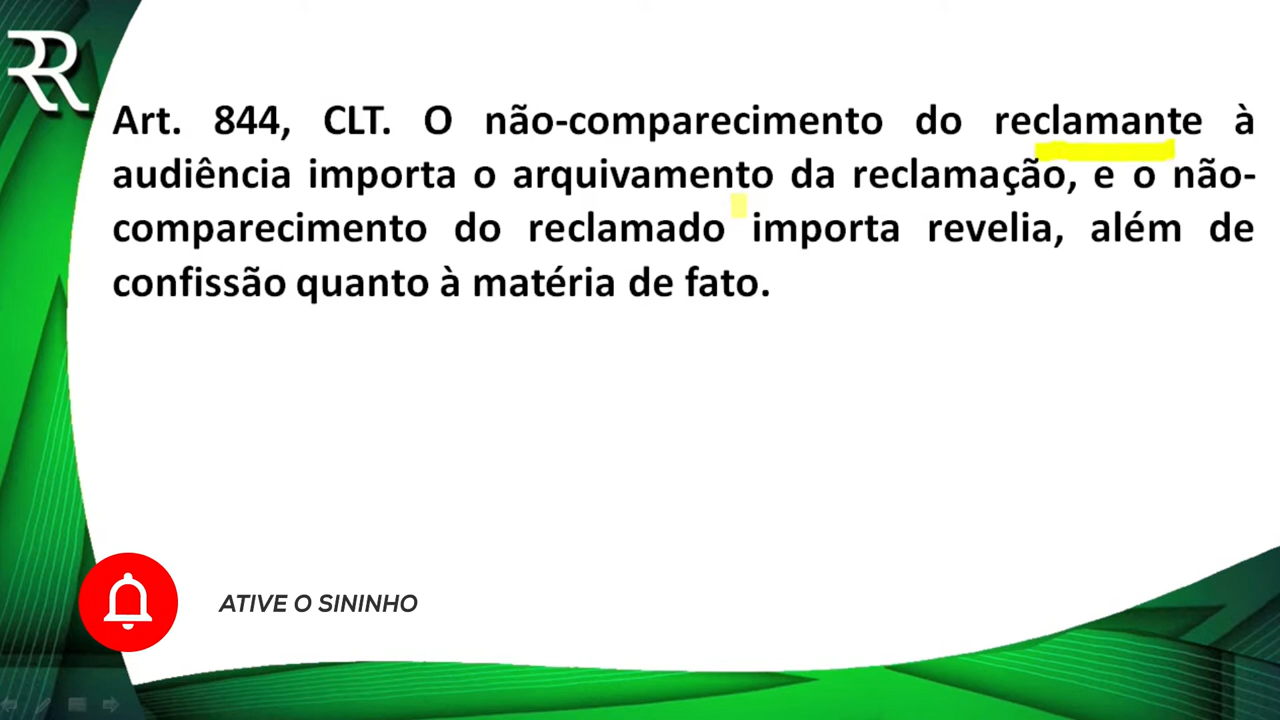 RR
Art. 844, CLT. O não-comparecimento do reclamante à
audiência importa o arquivamento da reclamação, e o não-
comparecimento do reclamado importa revelia, além de
confissão quanto à matéria de fato.
ATIVE O SININHO